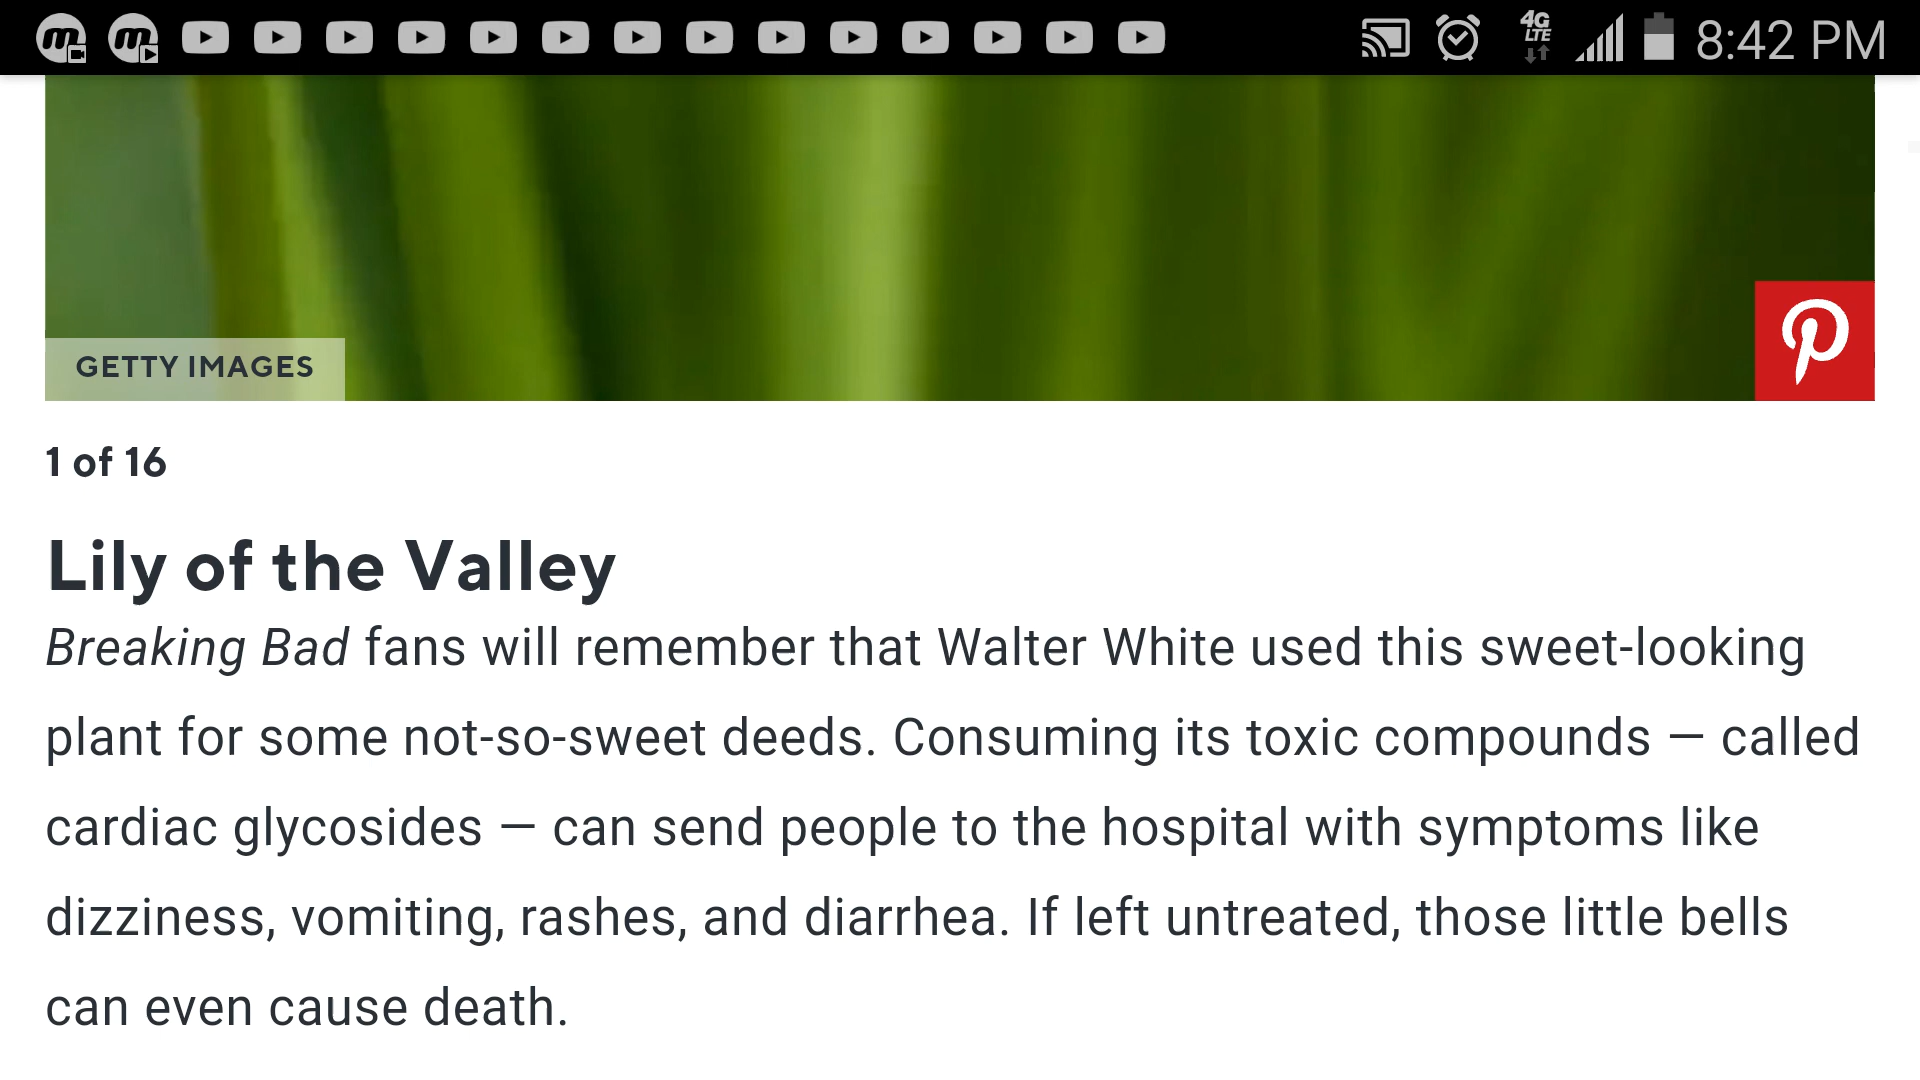 4G
LTE
8:42 PM
GETTY IMAGES
1 of 16
Lily of the Valley
Breaking Bad fans will remember that Walter White used this sweet-looking
plant for some not-so-sweet deeds. Consuming its toxic compounds — called
cardiac glycosides — can send people to the hospital with symptoms like
dizziness, vomiting, rashes, and diarrhea. If left untreated, those little bells
can even cause death.